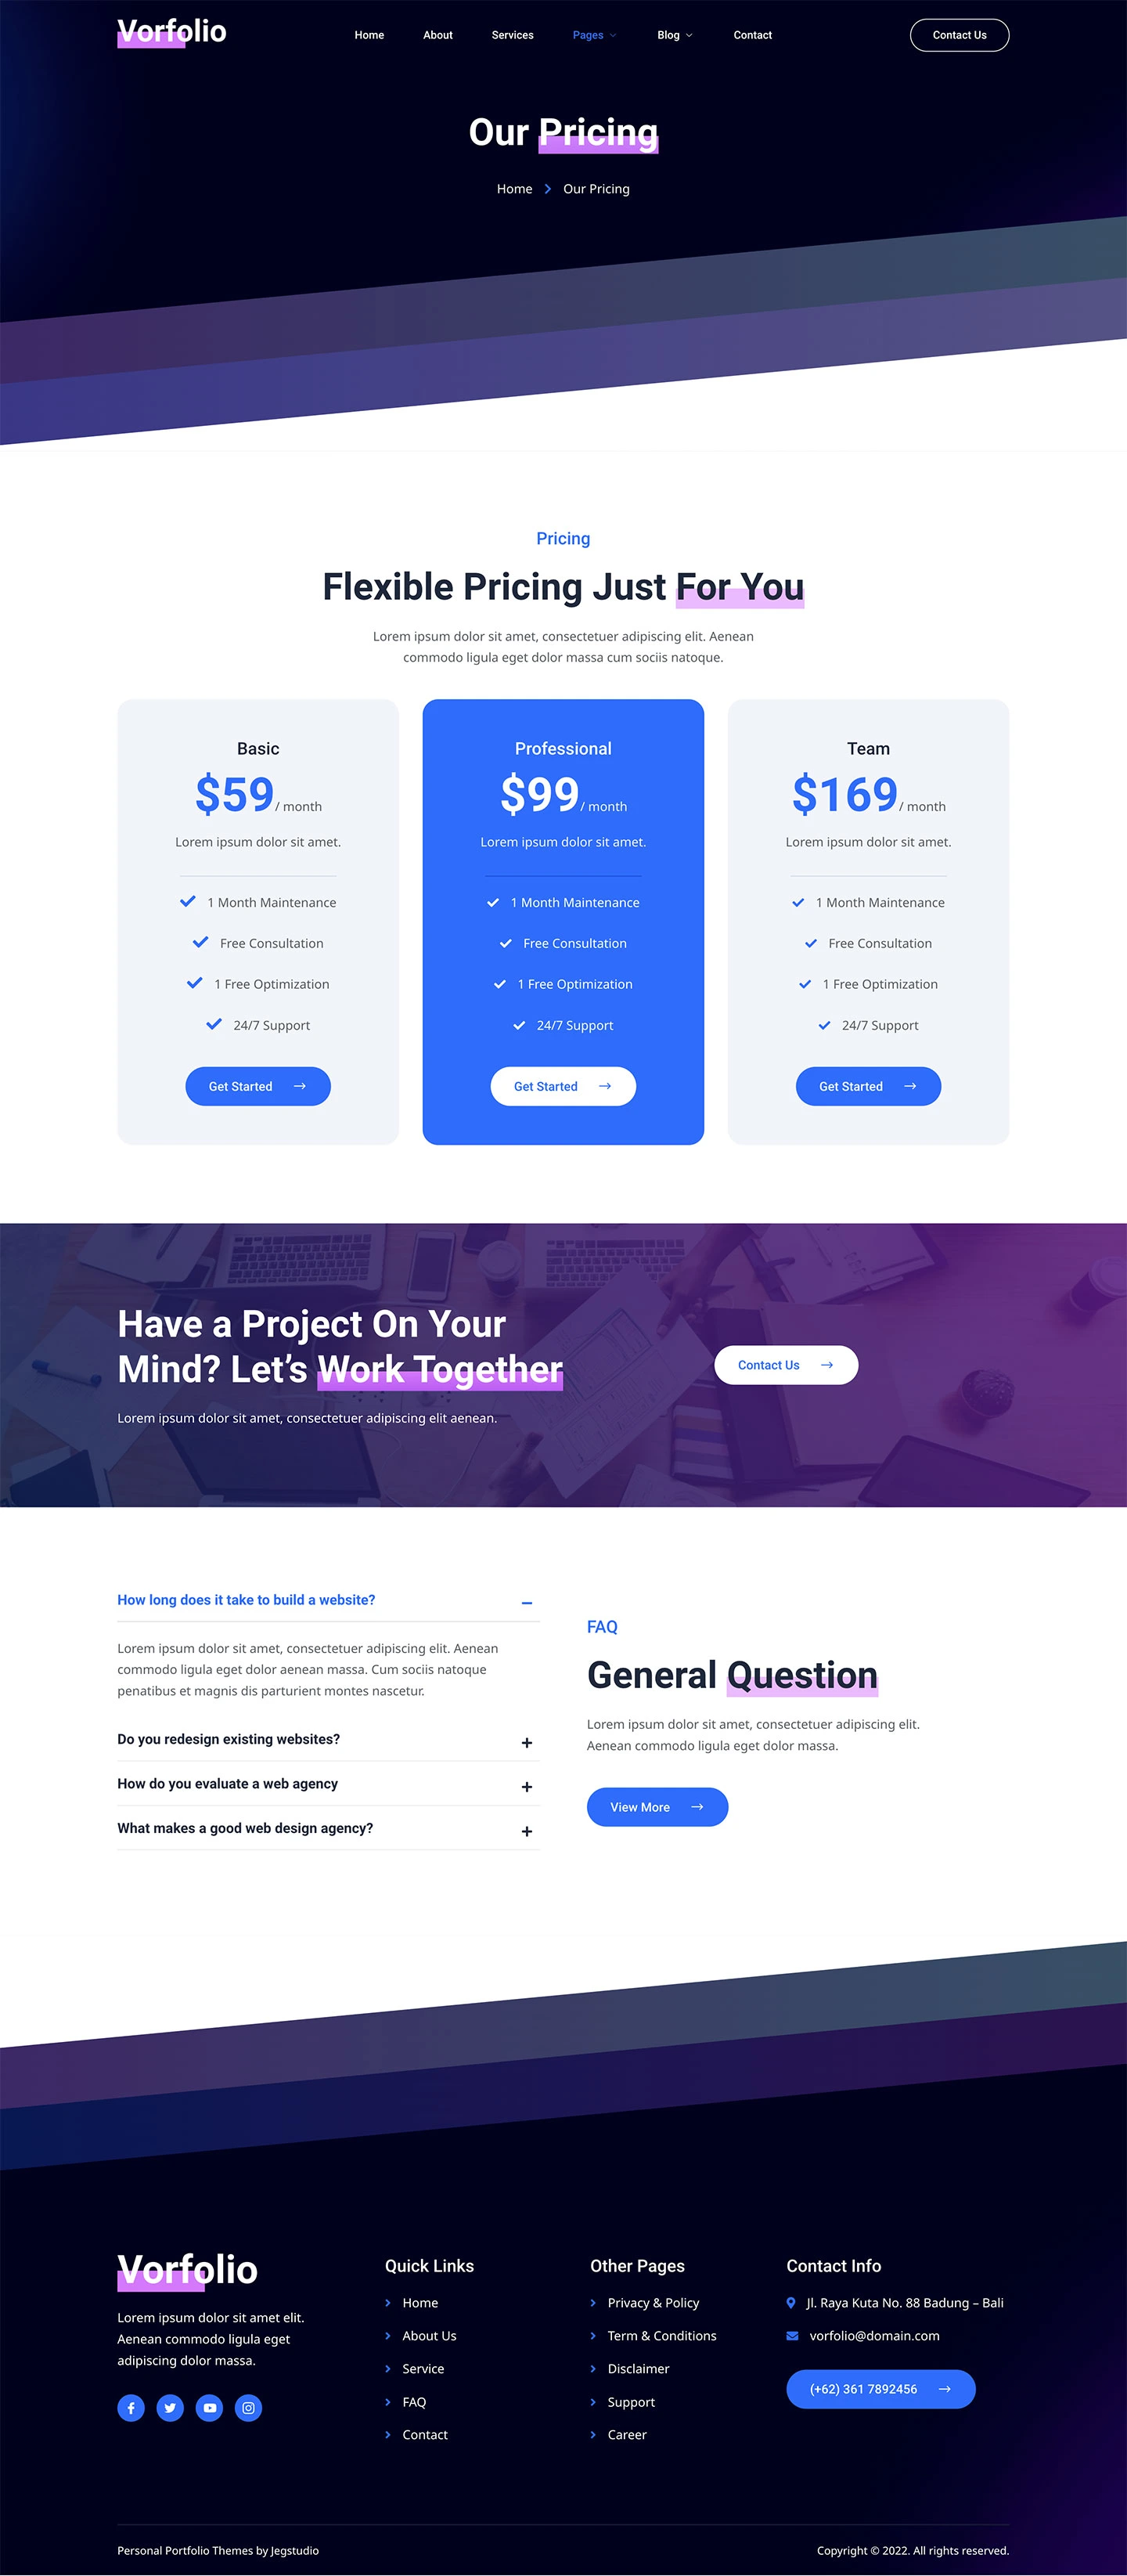 Vorfolio
Home
About
Services
Pages
Blog
Contact
Contact Us
Our Pricing
Home
Our Pricing
Pricing
Flexible Pricing Just For You
Lorem ipsum dolor sit amet, consectetuer adipiscing elit. Aenean
commodo ligula eget dolor massa cum sociis natoque.
Basic
$59/ month
Lorem ipsum dolor sit amet.
1 Month Maintenance
Free Consultation
1 Free Optimization
24/7 Support
Get Started
Professional
$99/ month
Lorem ipsum dolor sit amet.
1 Month Maintenance
Free Consultation
1 Free Optimization
24/7 Support
Get Started
Team
$169/ month
Lorem ipsum dolor sit amet.
1 Month Maintenance
Free Consultation
1 Free Optimization
24/7 Support
Get Started
Have a Project On Your
Mind? Let’s Work Together
Lorem ipsum dolor sit amet, consectetuer adipiscing elit aenean.
Contact Us
How long does it take to build a website?
Lorem ipsum dolor sit amet, consectetuer adipiscing elit. Aenean
commodo ligula eget dolor aenean massa. Cum sociis natoque
penatibus et magnis dis parturient montes nascetur.
Do you redesign existing websites?
How do you evaluate a web agency
What makes a good web design agency?
FAQ
General Question
Lorem ipsum dolor sit amet, consectetuer adipiscing elit.
Aenean commodo ligula eget dolor massa.
View More
Vorfolio
Lorem ipsum dolor sit amet elit.
Aenean commodo ligula eget
adipiscing dolor massa.
Quick Links
Home
About Us
Service
FAQ
Contact
Other Pages
Privacy & Policy
Term & Conditions
Disclaimer
Support
Career
Contact Info
Jl. Raya Kuta No. 88 Badung – Bali
vorfolio@domain.com
(+62) 361 7892456
Personal Portfolio Themes by Jegstudio
Copyright © 2022. All rights reserved.